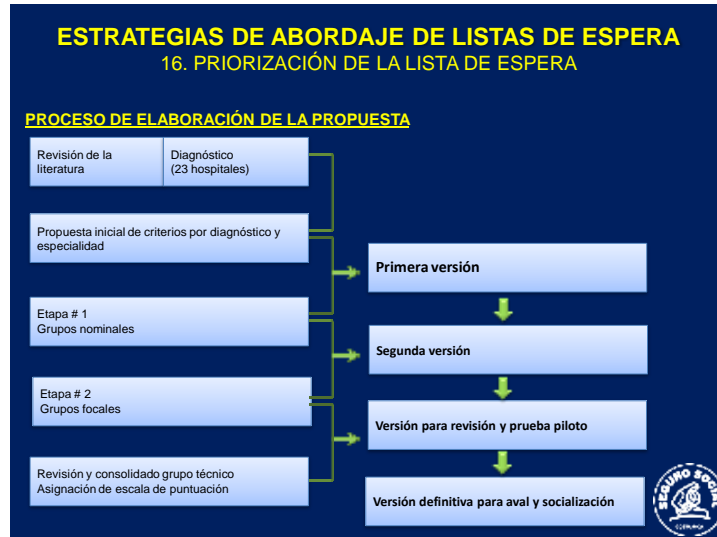 ESTRATEGIAS DE ABORDAJE DE LISTAS DE ESPERA
16. PRIORIZACIÓN DE LA LISTA DE ESPERA
PROCESO DE ELABORACIÓN DE LA PROPUESTA
Revisión de la
literatura
Diagnóstico
(23 hospitales)
Propuesta inicial de criterios por diagnóstico y
especialidad
Primera versión
Etapa # 1
Grupos nominales
Segunda versión
Etapa # 2
Grupos focales
Versión para revisión y prueba piloto
Revisión y consolidado grupo técnico
Asignación de escala de puntuación
Versión definitiva para aval y socialización
SEGURO SOCIAL